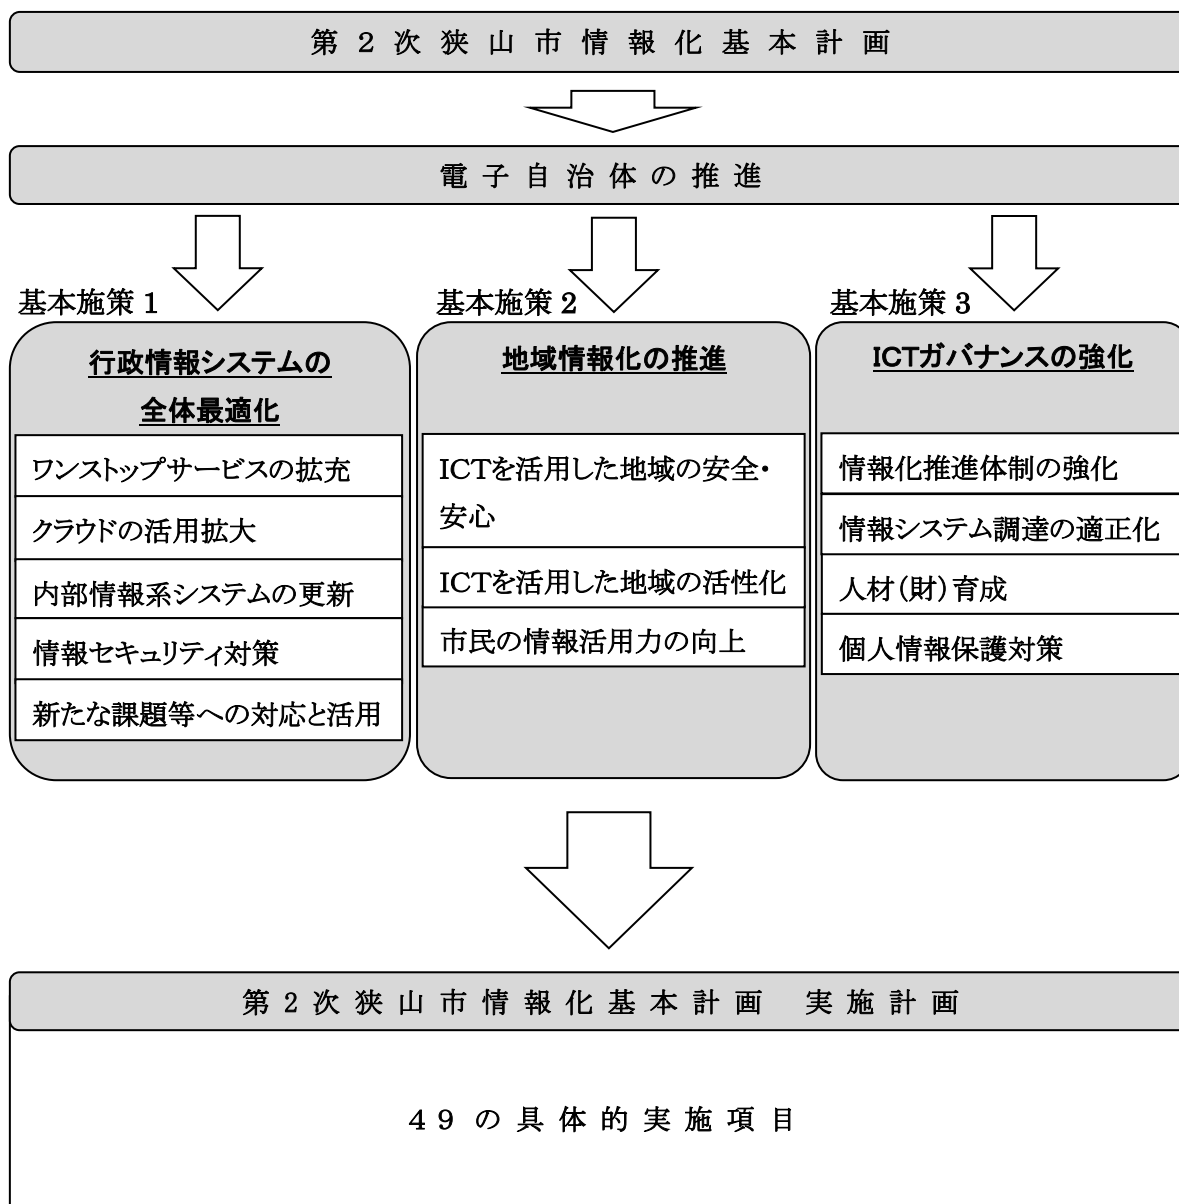 第２次狭山市情報化基本計画
電子自治体の推進
基本施策１
行政情報システムの
全体最適化
ワンストップサービスの拡充
クラウドの活用拡大
内部情報系システムの更新
情報セキュリティ対策
新たな課題等への対応と活用
基本施策２
地域情報化の推進
ICTを活用した地域の安全・
安心
ICTを活用した地域の活性化
市民の情報活用力の向上
基本施策３
ICTガバナンスの強化
情報化推進体制の強化
情報システム調達の適正化
人材（財）育成
個人情報保護対策
第２次狭山市情報化基本計画　実施計画
４９の具体的実施項目